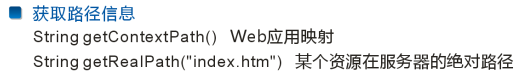 获取路径信息
String getContextPath() Web应用映射
String getRealPath("index.htm") 某个资源在服务器的绝对路径